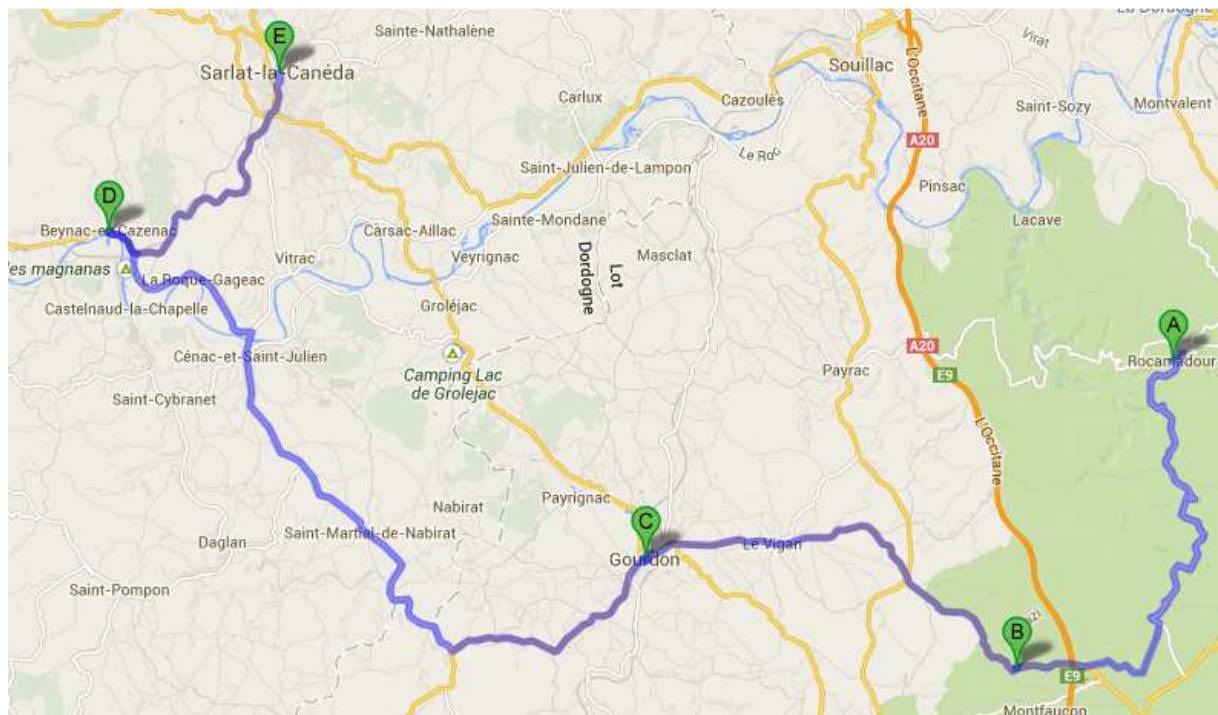 La Dordogne
E
Sainte-Nathalène
Virat
Sarlat-la-Canéda
Souillac
L'Occitane
Carlux
Cazoulès
Saint-Sozy
Montvalent
A20
Saint-Julien-de-Lampon
D
Pinsac
Lacave
Beynac-et-Cazenac
Carsac-Aillac
Sainte-Mondane
Vitrac
Veyrignac
Masclat
Lot
Dordogne
les magnanas
La Roque-Gageac
Castelnaud-la-Chapelle
Groléjac
A
Cénac-et-Saint-Julien
A20
Rocamadour
E9
Camping Lac
de Grolejac
Payrac
Saint-Cybranet
L'Occitane
Payrignac
Nabirat
C
Saint-Martial-de-Nabirat
Daglan
Le Vigan
Gourdon
Saint-Pompon
B
E9
Montfaucon